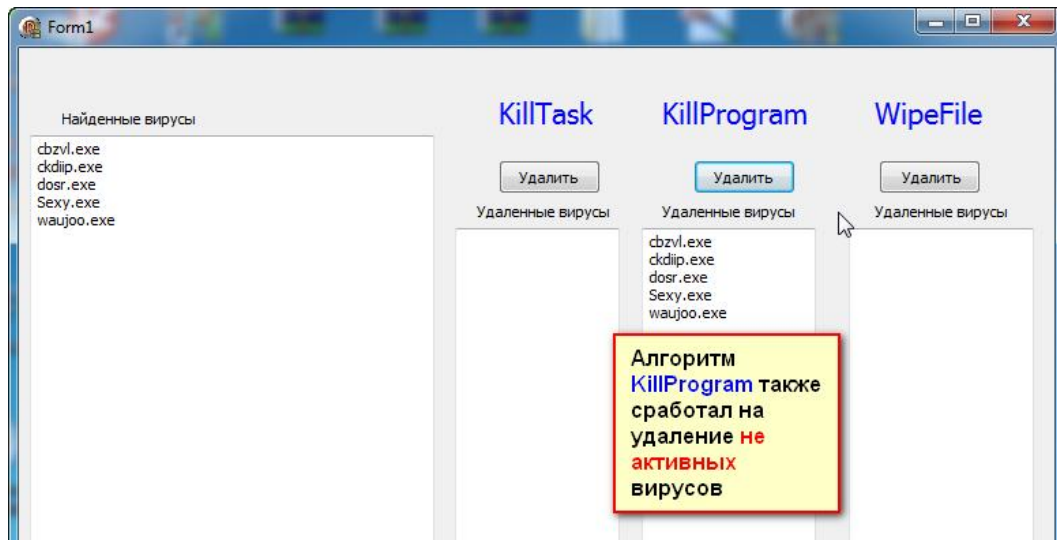 Form1
Найденные вирусы
cbzvl.exe
ckdiip.exe
dosr.exe
Sexy.exe
waujoo.exe
KillTask
Удалить
Удаленные вирусы
KillProgram
Удалить
Удаленные вирусы
cbzvl.exe
ckdiip.exe
dosr.exe
Sexy.exe
waujoo.exe
Алгоритм
KillProgram также
сработал на
удаление не
активных
вирусов
WipeFile
Удалить
Удаленные вирусы